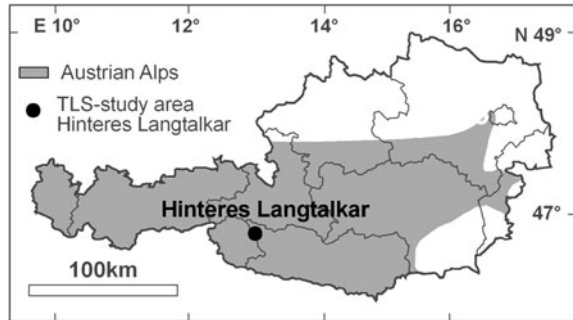 E 10°
12°
14°
16°
N 49°
Austrian Alps
TLS-study area
Hinteres Langtalkar
Hinteres Langtalkar
47°
100km